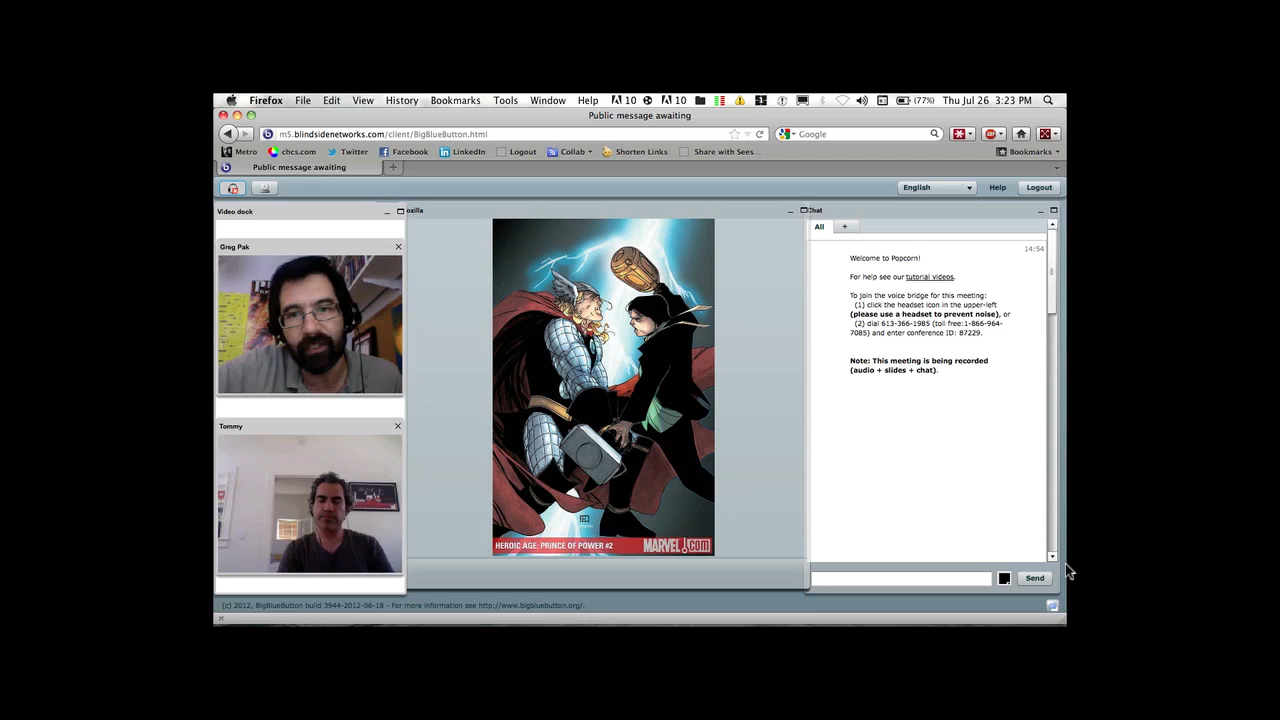 Firefox File Edit View History Bookmarks Tools Window Help 10 10 (77%) Thu Jul 26 3:23 PM
Public message awaiting
m5.blindsidenetworks.com/client/BigBlueButton.html Google
Metro chcs.com Twitter Facebook LinkedIn Logout Collab Shorten Links Share with Sees... Bookmarks
Public message awaiting
English Help Logout
Video dock
ozilla
Chat
All +
Greg Pak
14:54
Welcome to Popcorn!
For help see our tutorial videos.
To join the voice bridge for this meeting:
(1) click the headset icon in the upper-left
(please use a headset to prevent noise), or
(2) dial 613-366-1985 (toll free:1-866-964-
7085) and enter conference ID: 87229.
Note: This meeting is being recorded
(audio + slides + chat).
Tommy
HEROIC AGE: PRINCE OF POWER #2 MARVEL.COM
Send
(c) 2012, BigBlueButton build 3944-2012-06-18 - For more information see http://www.bigbluebutton.org/.